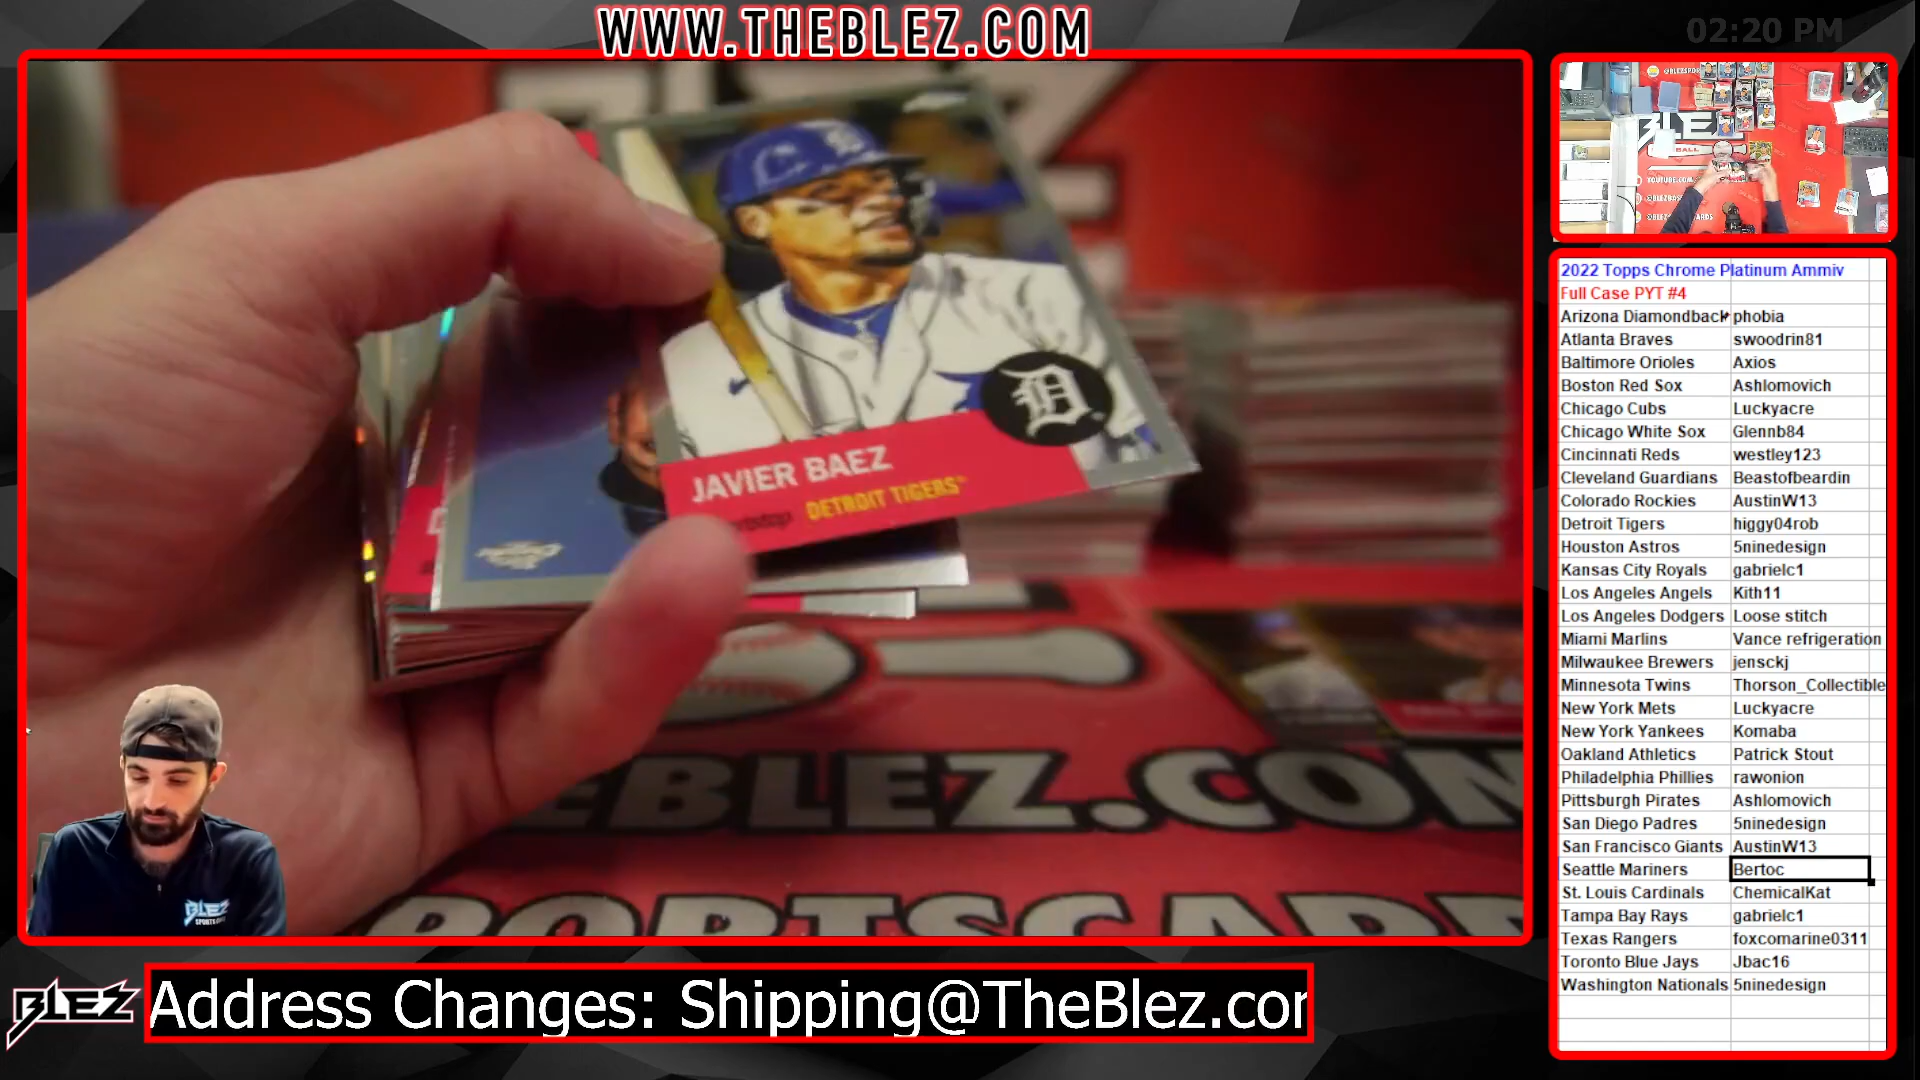 WWW.THEBLEZ.COM
02:20 PM
JAVIER BAEZ
DETROIT TIGERS
BLEZ.COM
BLEZ
BLEZ
Address Changes: Shipping@TheBlez.com
2022 Topps Chrome Platinum Ammiv
Full Case PYT #4
Arizona Diamondback phobia
Atlanta Braves swoodrin81
Baltimore Orioles Axios
Boston Red Sox Ashlomovich
Chicago Cubs Luckyacre
Chicago White Sox Glennb84
Cincinnati Reds westley123
Cleveland Guardians Beastofbeardin
Colorado Rockies AustinW13
Detroit Tigers higgy04rob
Houston Astros 5ninedesign
Kansas City Royals gabrielc1
Los Angeles Angels Kith11
Los Angeles Dodgers Loose stitch
Miami Marlins Vance refrigeration
Milwaukee Brewers jensckj
Minnesota Twins Thorson_Collectible
New York Mets Luckyacre
New York Yankees Komaba
Oakland Athletics Patrick Stout
Philadelphia Phillies rawonion
Pittsburgh Pirates Ashlomovich
San Diego Padres 5ninedesign
San Francisco Giants AustinW13
Seattle Mariners Bertoc
St. Louis Cardinals ChemicalKat
Tampa Bay Rays gabrielc1
Texas Rangers foxcomarine0311
Toronto Blue Jays Jbac16
Washington Nationals 5ninedesign